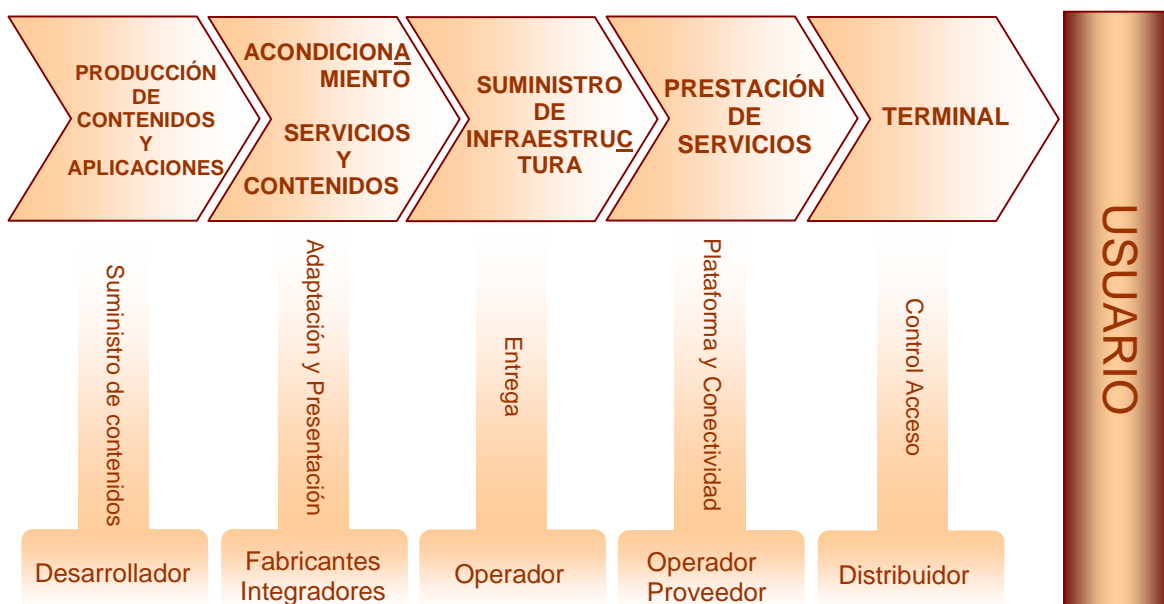 PRODUCCIÓN
DE
CONTENIDOS
Y
APLICACIONES
ACONDICIONA
MIENTO
SERVICIOS
Y
CONTENIDOS
SUMINISTRO
DE
INFRAESTRUC
TURA
PRESTACIÓN
DE
SERVICIOS
TERMINAL
USUARIO
Suministro de contenidos
Adaptación y Presentación
Entrega
Plataforma y Conectividad
Control Acceso
Desarrollador
Fabricantes
Integradores
Operador
Operador
Proveedor
Distribuidor